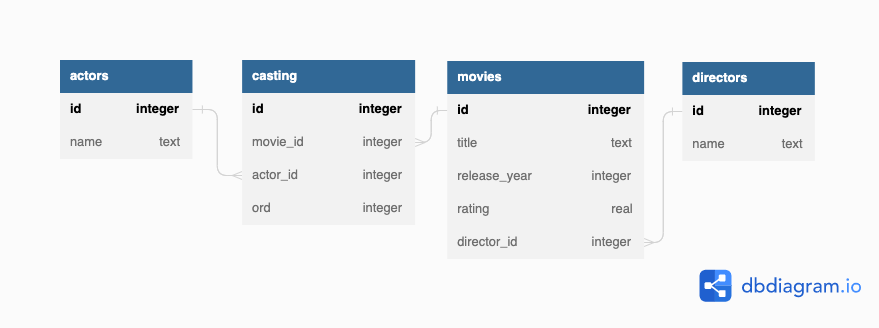 actors
id integer
name text
casting
id integer
movie_id integer
actor_id integer
ord integer
movies
id integer
title text
release_year integer
rating real
director_id integer
directors
id integer
name text
dbdiagram.io